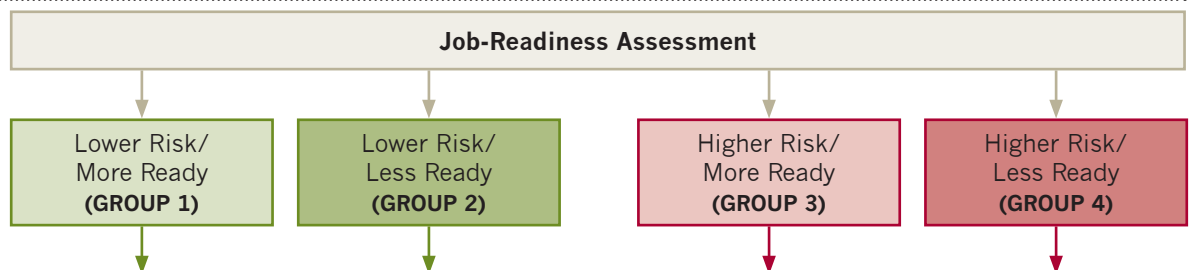 Job-Readiness Assessment
Lower Risk/
More Ready
(GROUP 1)
Lower Risk/
Less Ready
(GROUP 2)
Higher Risk/
More Ready
(GROUP 3)
Higher Risk/
Less Ready
(GROUP 4)